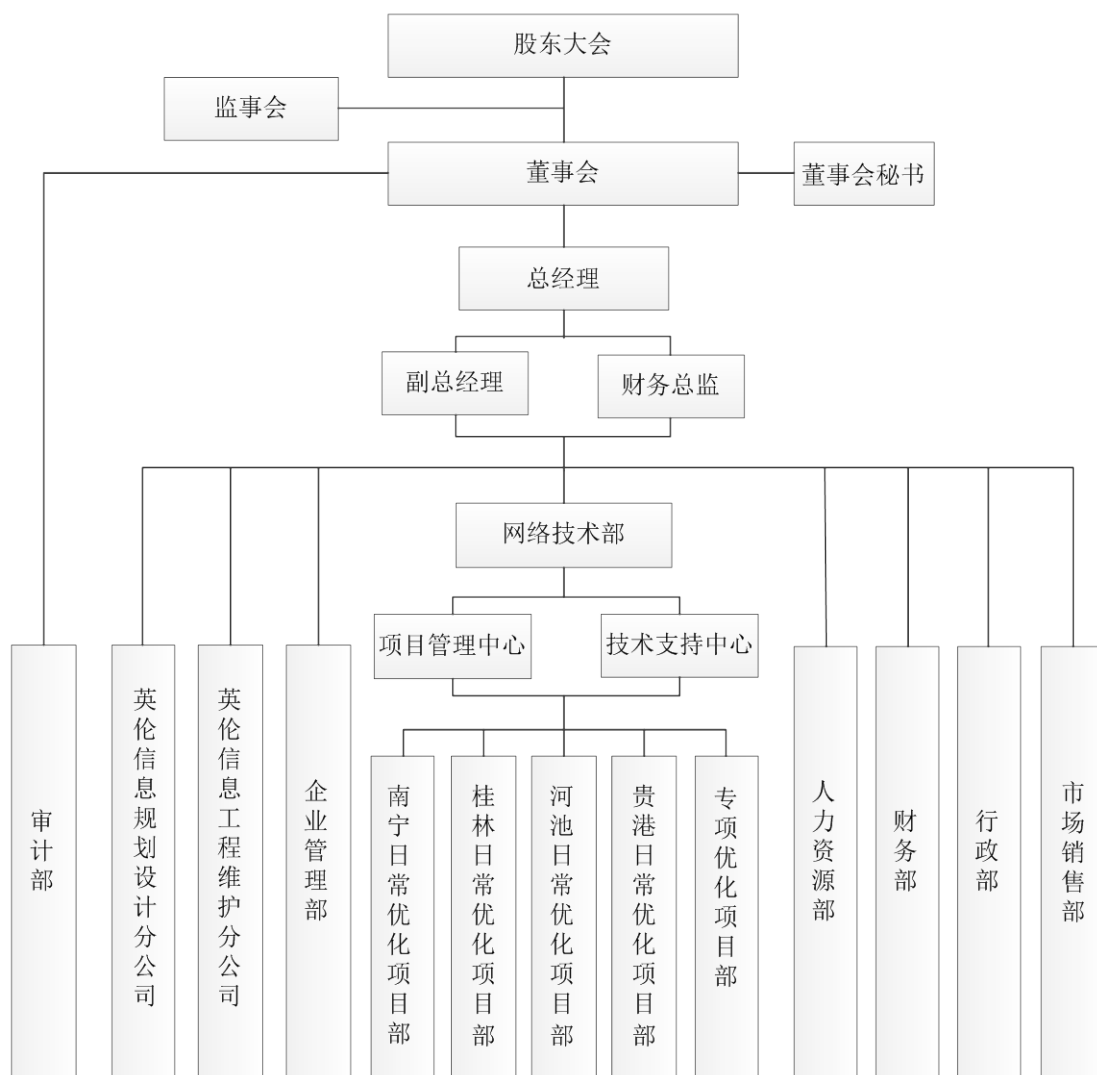 股东大会
监事会
董事会
董事会秘书
总经理
副总经理
财务总监
网络技术部
项目管理中心
技术支持中心
审计部
英伦信息规划设计分公司
英伦信息工程维护分公司
企业管理部
南宁日常优化项目部
桂林日常优化项目部
河池日常优化项目部
贵港日常优化项目部
专项优化项目部
人力资源部
财务部
行政部
市场销售部